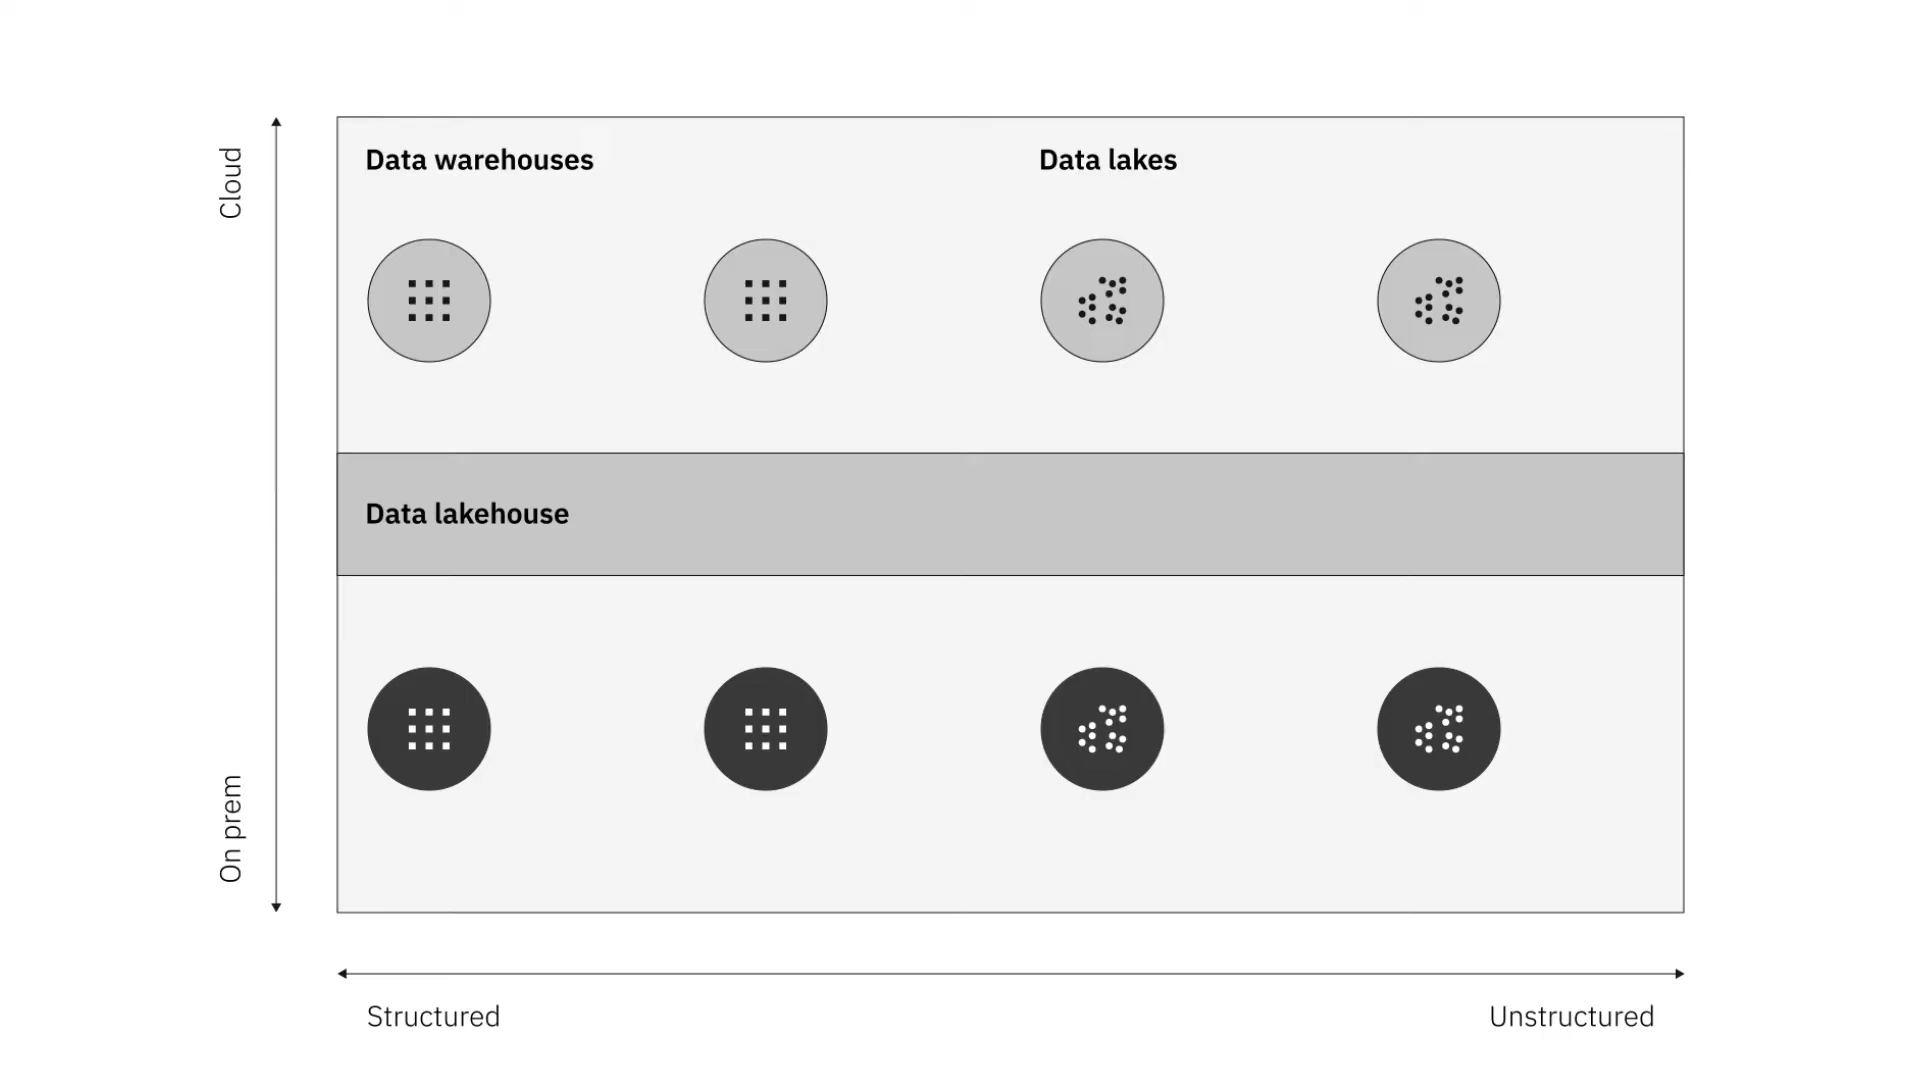 Cloud
Data warehouses
Data lakes
Data lakehouse
On prem
Structured
Unstructured